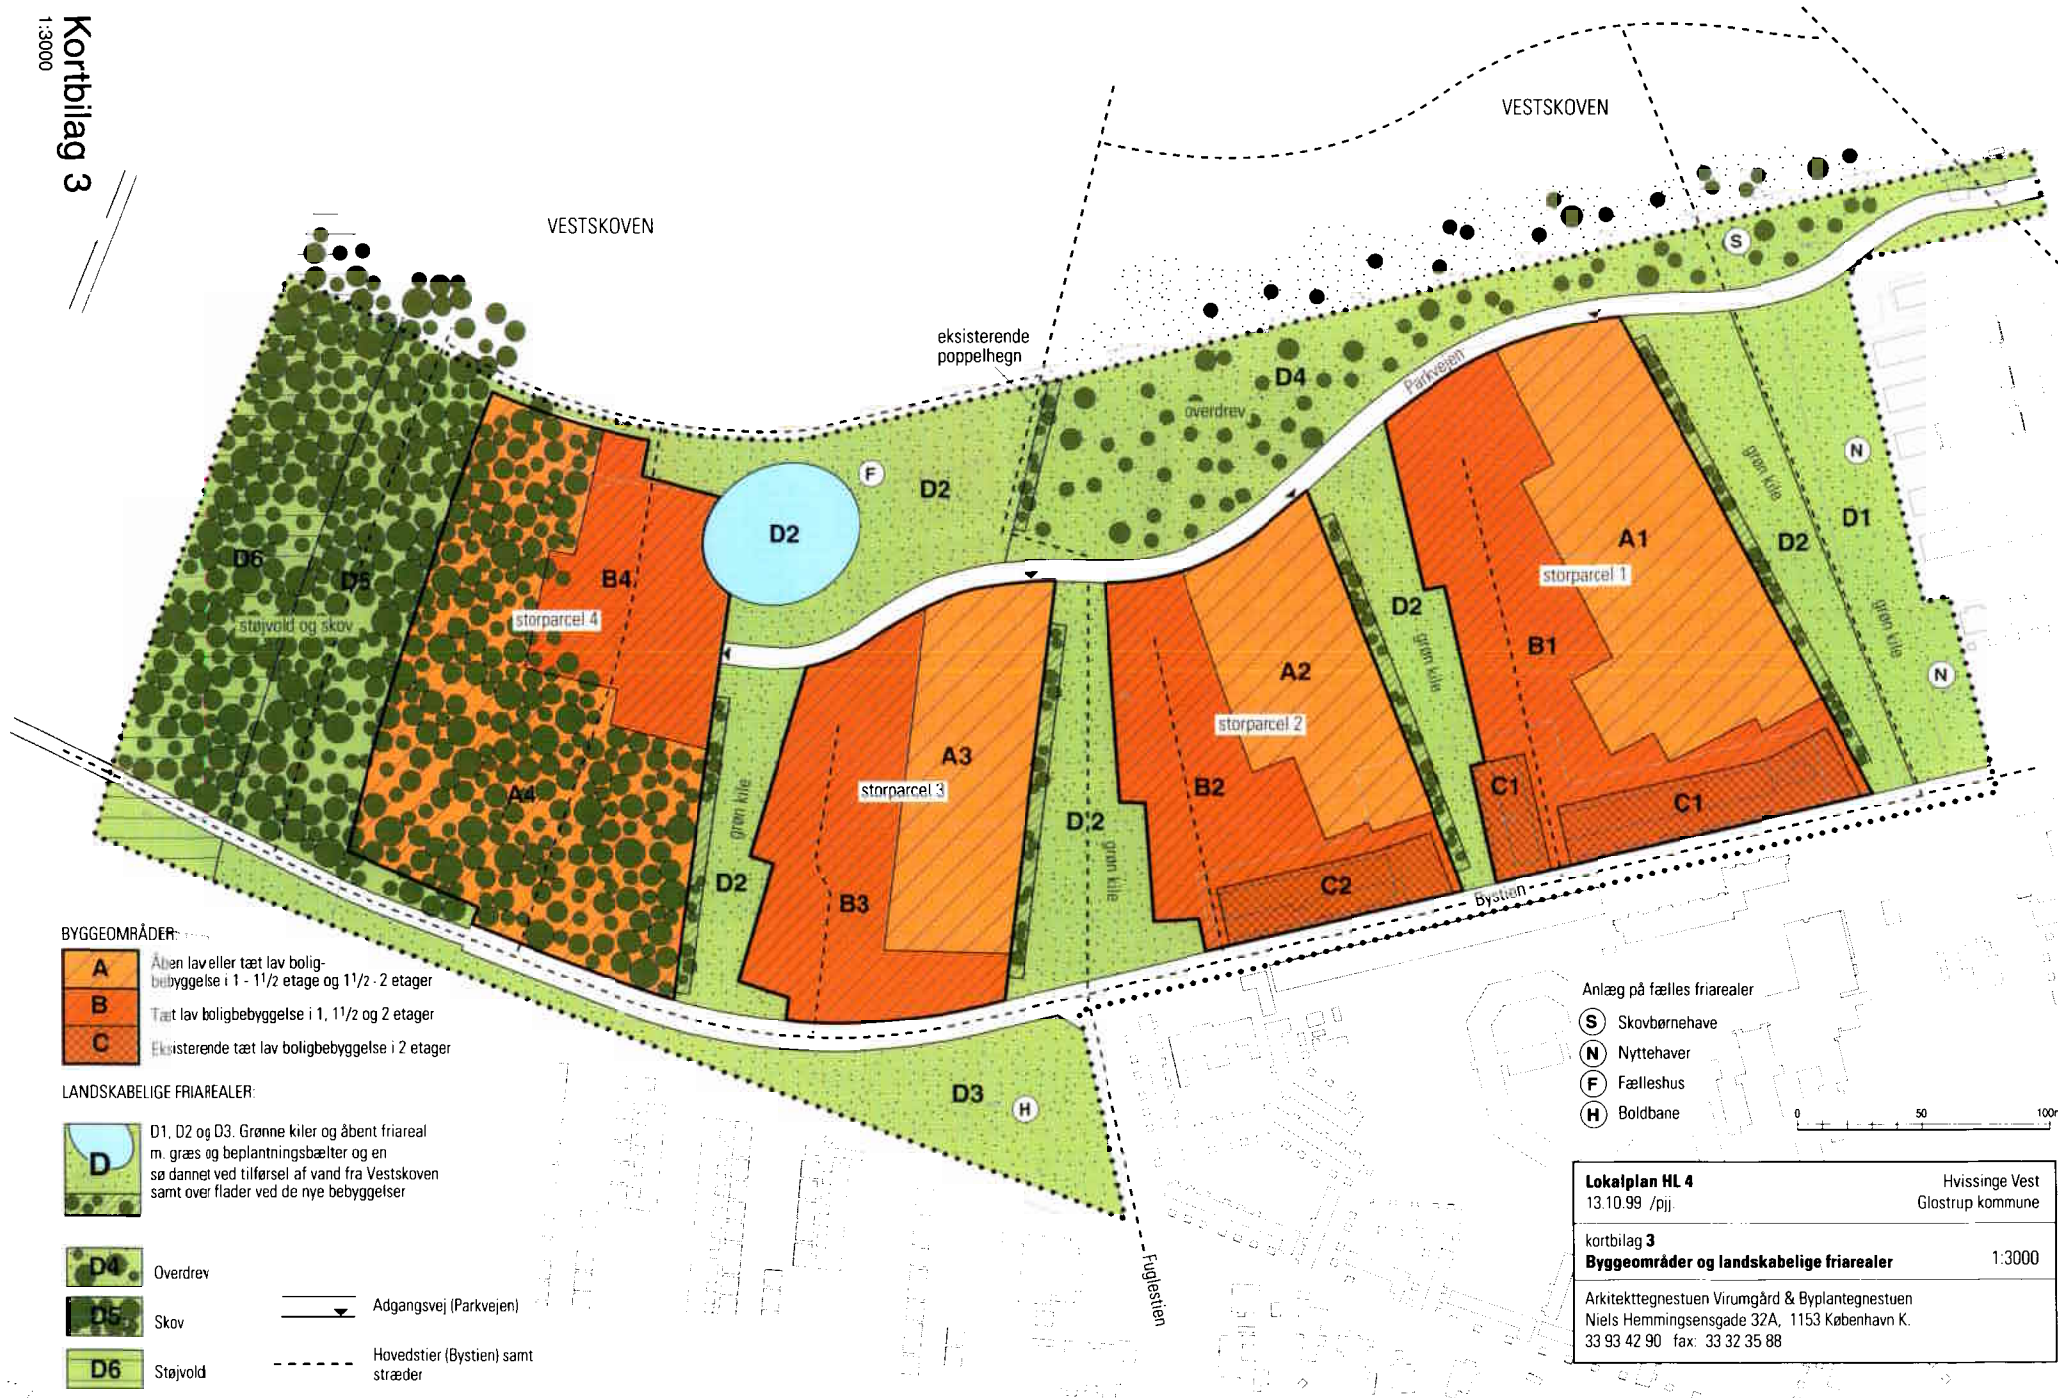 Kortbilag 3
1:3000
VESTSKOVEN
VESTSKOVEN
eksisterende
poppelhegn
S
D4
overdrev
Parkvejen
F
D2
D2
N
grøn kile
D1
D2
A1
storparcel 1
D6
D5
støjvold og skov
B4
storparcel 4
D2
grøn kile
B1
grøn kile
N
A2
storparcel 2
A3
storparcel 3
A4
grøn kile
B2
C1
C1
D2
grøn kile
D2
B3
C2
Bystien
D3
H
Fuglestien
BYGGEOMRÅDER:
A
Åben lav eller tæt lav bolig-
bebyggelse i 1 - 1 1/2 etage og 1 1/2 - 2 etager
B
Tæt lav boligbebyggelse i 1, 1 1/2 og 2 etager
C
Eksisterende tæt lav boligbebyggelse i 2 etager
LANDSKABELIGE FRIAREALER:
D
D1, D2 og D3. Grønne kiler og åbent friareal
m. græs og beplantningsbælter og en
sø dannet ved tilførsel af vand fra Vestskoven
samt over flader ved de nye bebyggelser
D4 Overdrev
D5 Skov
D6 Støjvold
Adgangsvej (Parkvejen)
Hovedstier (Bystien) samt
stræder
Anlæg på fælles friarealer
S Skovbørnehave
N Nyttehaver
F Fælleshus
H Boldbane
0 50 100m
Lokalplan HL 4 Hvissinge Vest
13.10.99 /pjj. Glostrup kommune
kortbilag 3
Byggeområder og landskabelige friarealer 1:3000
Arkitekttegnestuen Virumgård & Byplantegnestuen
Niels Hemmingsensgade 32A, 1153 København K.
33 93 42 90 fax: 33 32 35 88